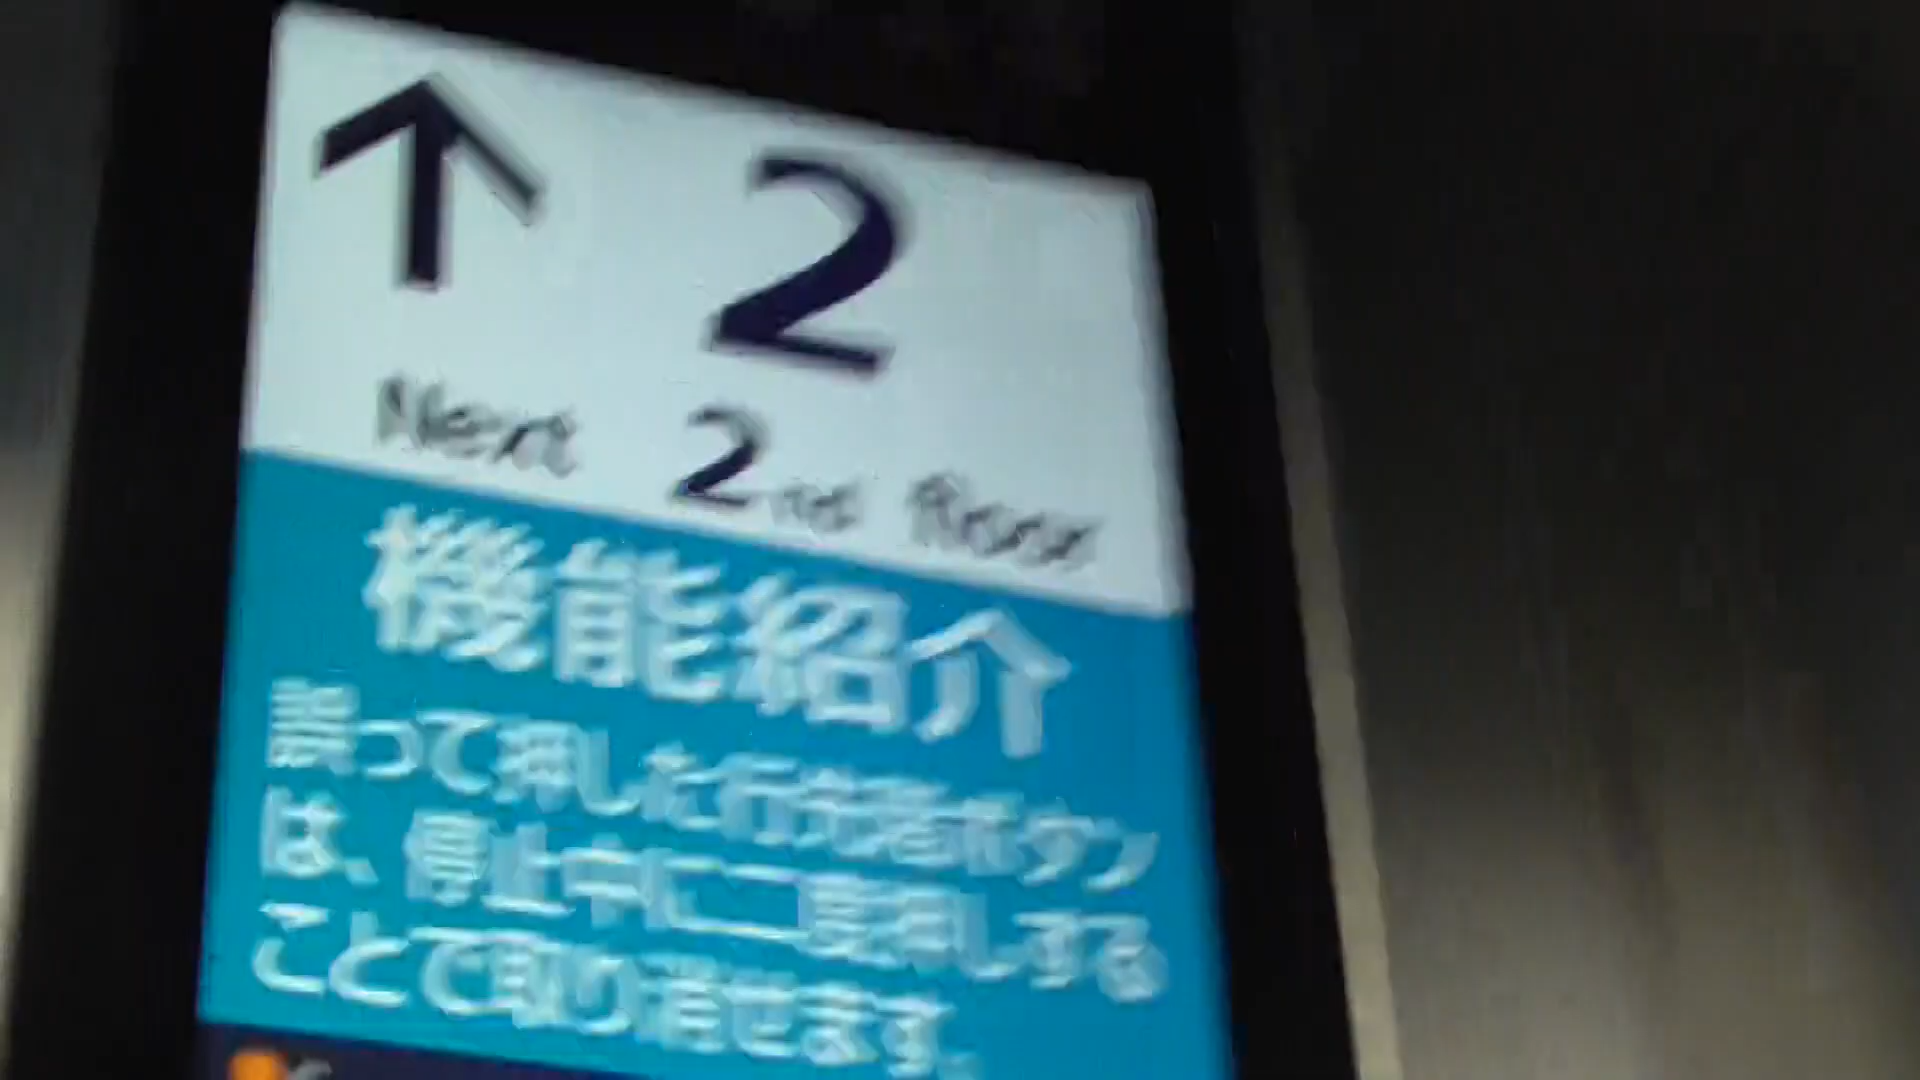 ↑ 2
Next 2nd Floor
機能紹介
誤って押した行先階ボタン
は、停止中に二度押しする
ことで取り消せます。